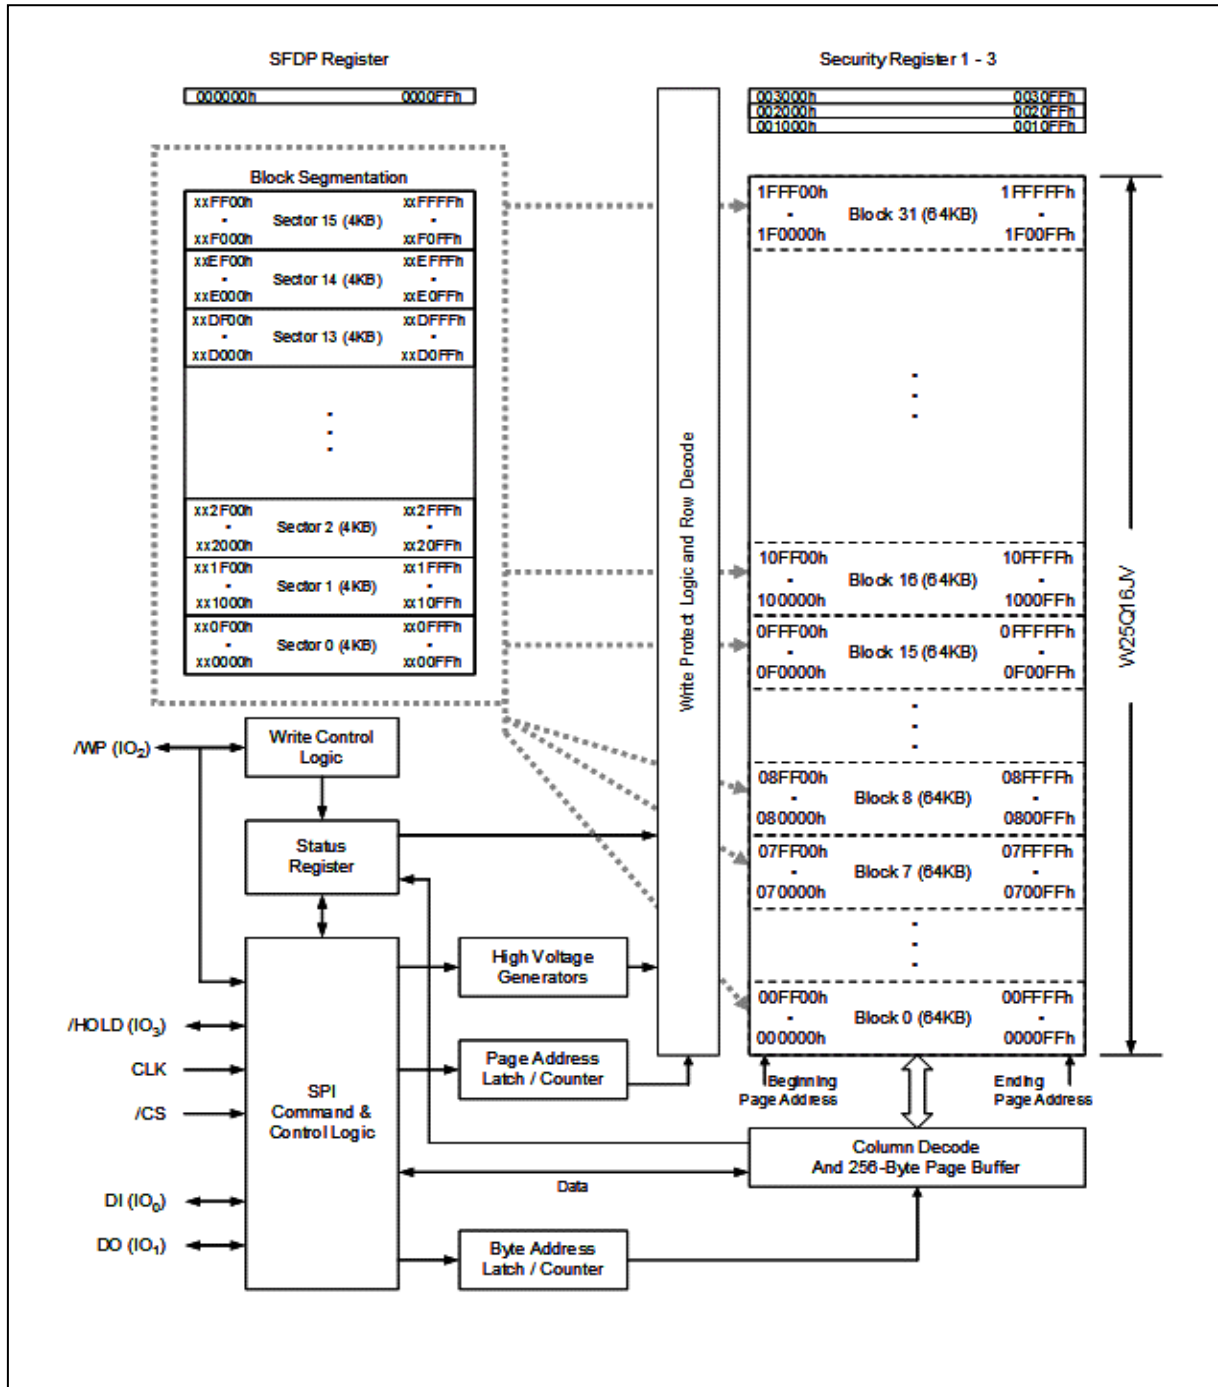 SFDP Register
000000h 0000FFh
Block Segmentation
xxFF00h xxFFFFh
- Sector 15 (4KB) -
xxF000h xxF0FFh
xxEF00h xxEFFFh
- Sector 14 (4KB) -
xxE000h xxE0FFh
xxDF00h xxDFFFh
- Sector 13 (4KB) -
xxD000h xxD0FFh
xx2F00h xx2FFFh
- Sector 2 (4KB) -
xx2000h xx20FFh
xx1F00h xx1FFFh
- Sector 1 (4KB) -
xx1000h xx10FFh
xx0F00h xx0FFFh
- Sector 0 (4KB) -
xx0000h xx00FFh
Security Register 1 - 3
003000h 0030FFh
002000h 0020FFh
001000h 0010FFh
Write Protect Logic and Row Decode
1FFF00h 1FFFFFh
- Block 31 (64KB) -
1F0000h 1F00FFh
10FF00h 10FFFFh
- Block 16 (64KB) -
100000h 1000FFh
0FFF00h 0FFFFFh
- Block 15 (64KB) -
0F0000h 0F00FFh
08FF00h 08FFFFh
- Block 8 (64KB) -
080000h 0800FFh
07FF00h 07FFFFh
- Block 7 (64KB) -
070000h 0700FFh
00FF00h 00FFFFh
- Block 0 (64KB) -
000000h 0000FFh
W25Q16JV
Beginning
Page Address
Ending
Page Address
/WP (IO2)
Write Control
Logic
Status
Register
/HOLD (IO3)
CLK
/CS
DI (IO0)
DO (IO1)
SPI
Command &
Control Logic
High Voltage
Generators
Page Address
Latch / Counter
Data
Byte Address
Latch / Counter
Column Decode
And 256-Byte Page Buffer